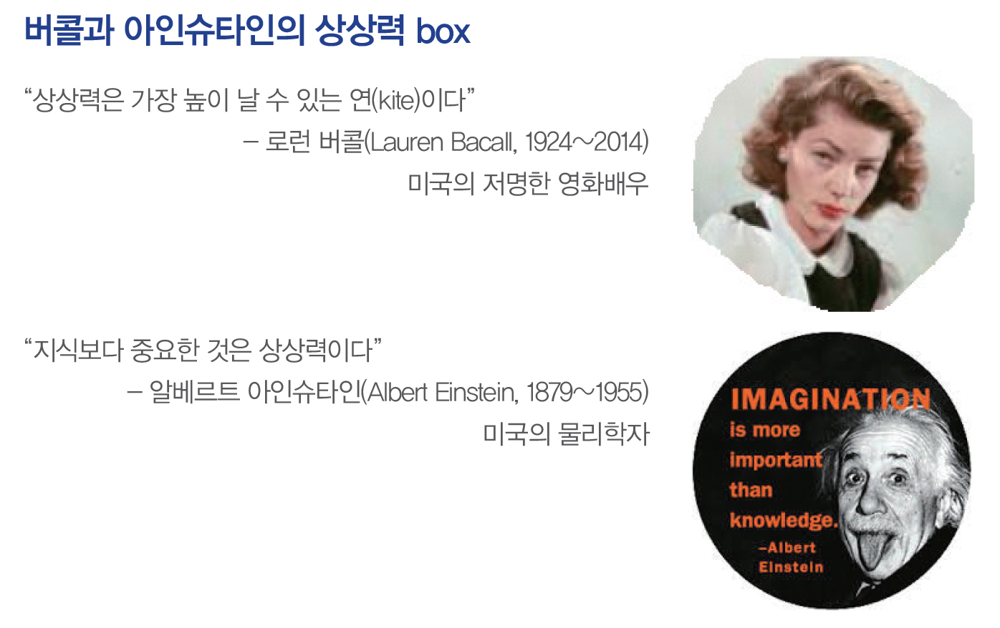 버콜과 아인슈타인의 상상력 box
“상상력은 가장 높이 날 수 있는 연(kite)이다”
– 로런 버콜(Lauren Bacall, 1924~2014)
미국의 저명한 영화배우
“지식보다 중요한 것은 상상력이다”
– 알베르트 아인슈타인(Albert Einstein, 1879~1955)
미국의 물리학자
IMAGINATION
is more
important
than
knowledge.
–Albert
Einstein